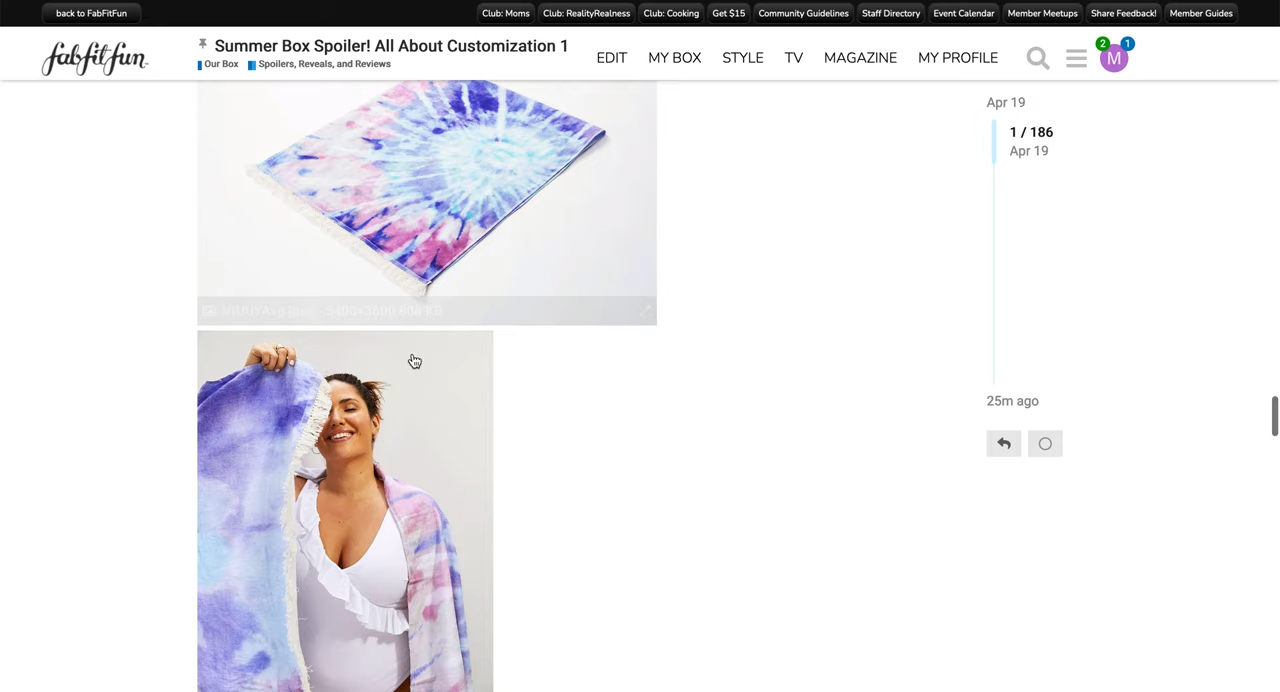 back to FabFitFun
Club: Moms
Club: RealityRealness
Club: Cooking
Get $15
Community Guidelines
Staff Directory
Event Calendar
Member Meetups
Share Feedback!
Member Guides
fabfitfun
Summer Box Spoiler! All About Customization 1
Our Box Spoilers, Reveals, and Reviews
EDIT
MY BOX
STYLE
TV
MAGAZINE
MY PROFILE
2
1
M
Apr 19
1 / 186
Apr 19
25m ago